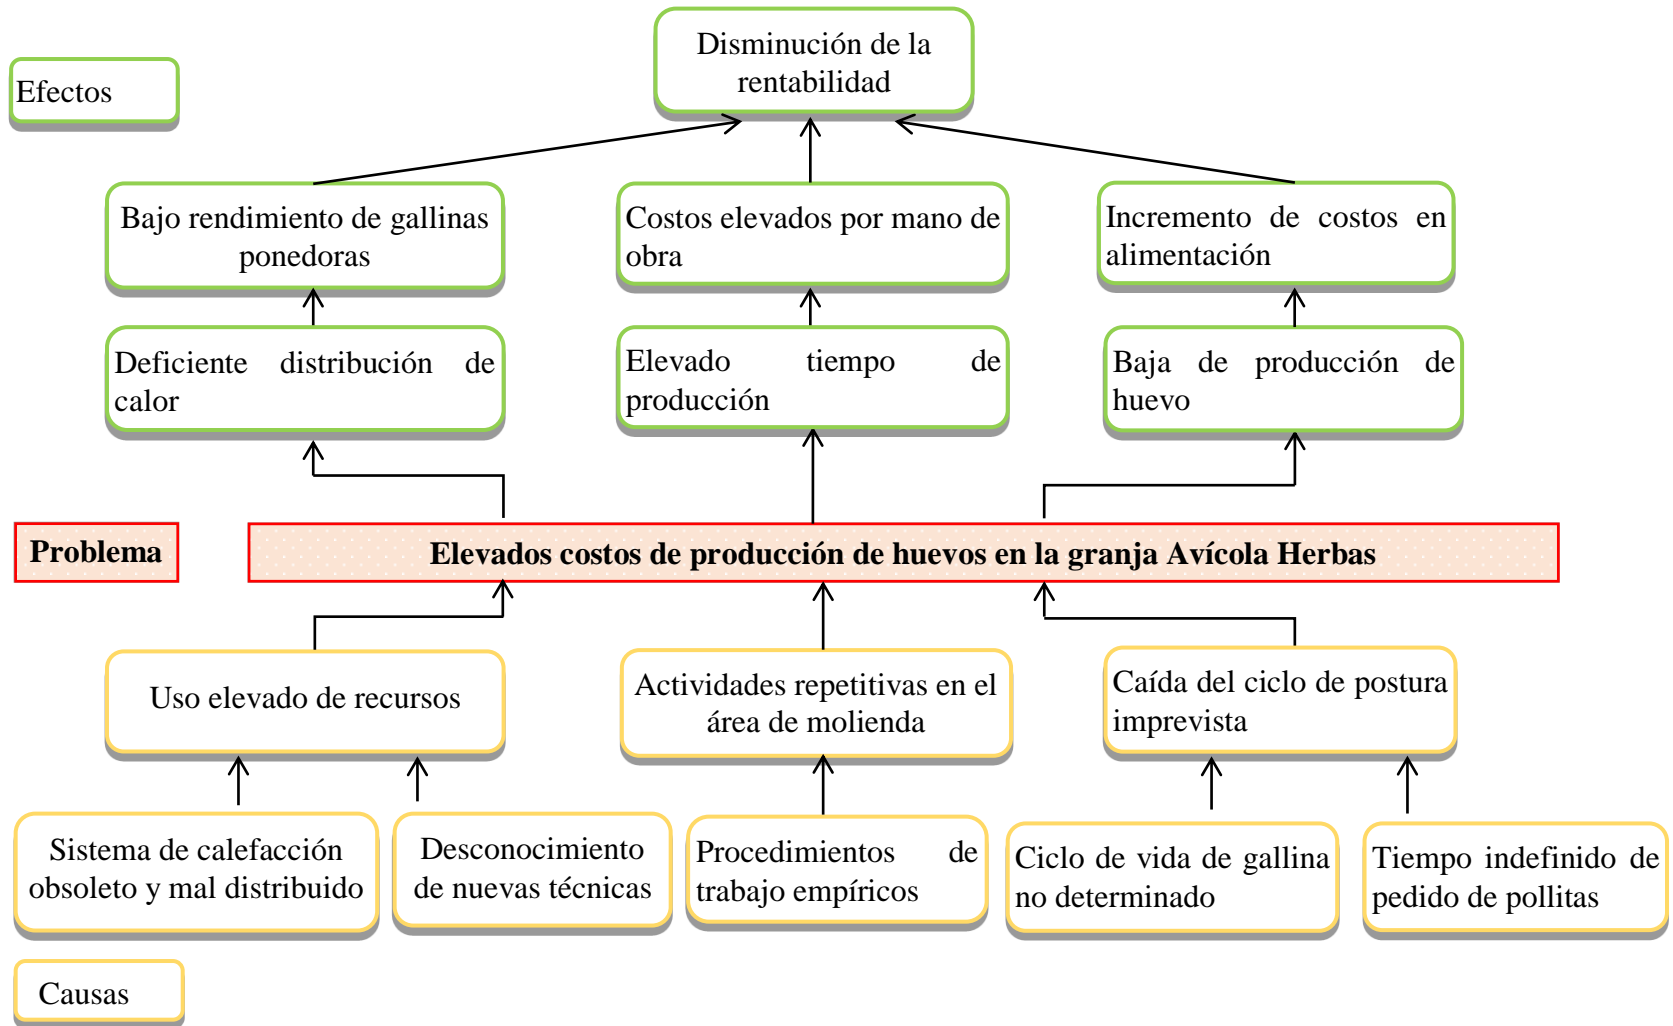 Disminución de la
rentabilidad
Efectos
Bajo rendimiento de gallinas
ponedoras
Costos elevados por mano de
obra
Incremento de costos en
alimentación
Deficiente distribución de
calor
Elevado tiempo de
producción
Baja de producción de
huevo
Problema
Elevados costos de producción de huevos en la granja Avícola Herbas
Uso elevado de recursos
Actividades repetitivas en el
área de molienda
Caída del ciclo de postura
imprevista
Sistema de calefacción
obsoleto y mal distribuido
Desconocimiento
de nuevas técnicas
Procedimientos de
trabajo empíricos
Ciclo de vida de gallina
no determinado
Tiempo indefinido de
pedido de pollitas
Causas